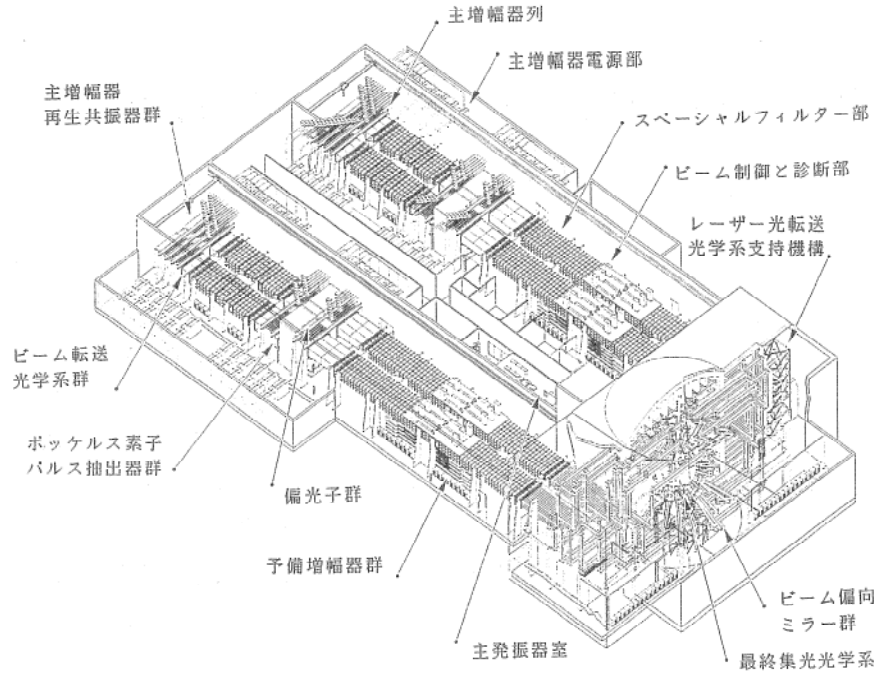 主増幅器列
主増幅器電源部
主増幅器
再生共振器群
スペーシャルフィルター部
ビーム制御と診断部
レーザー光転送
光学系支持機構
ビーム転送
光学系群
ポッケルス素子
パルス抽出器群
偏光子群
予備増幅器群
主発振器室
ビーム偏向
ミラー群
最終集光光学系